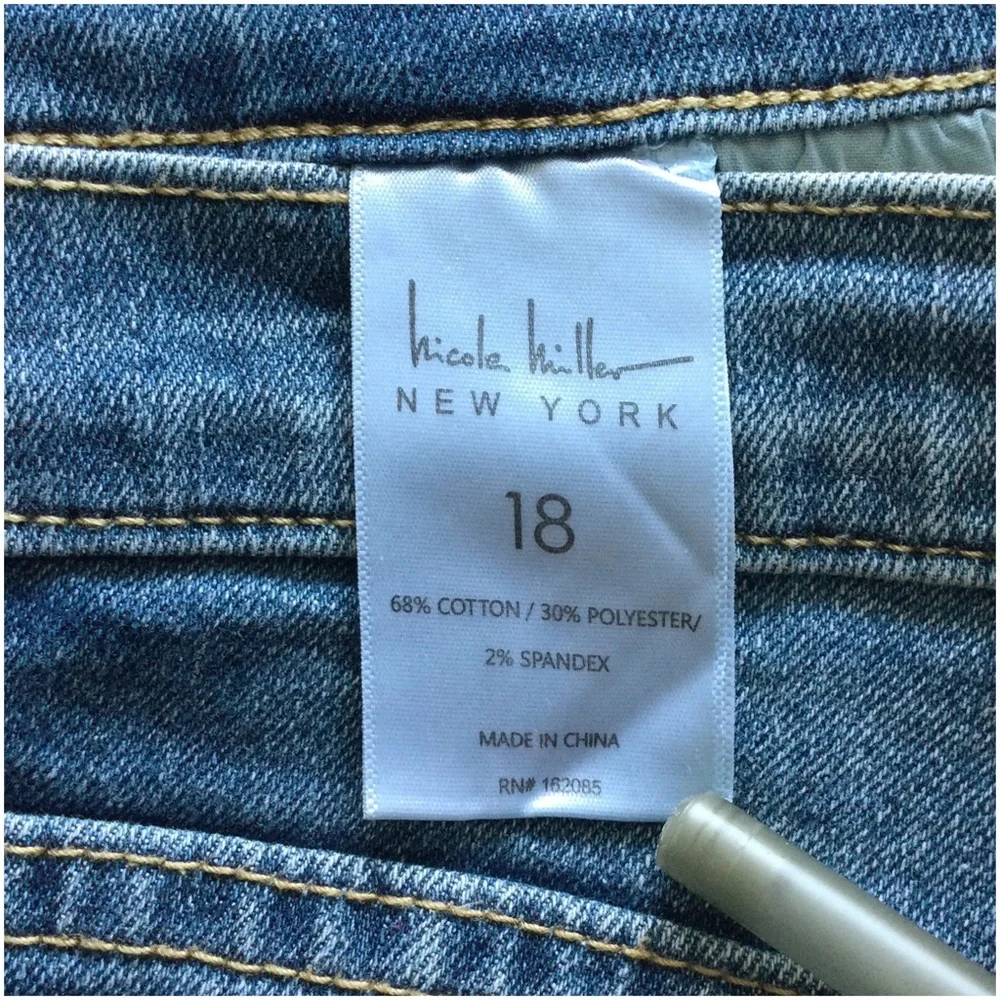 nicole miller
NEW YORK
18
68% COTTON / 30% POLYESTER/
2% SPANDEX
MADE IN CHINA
RN# 162085